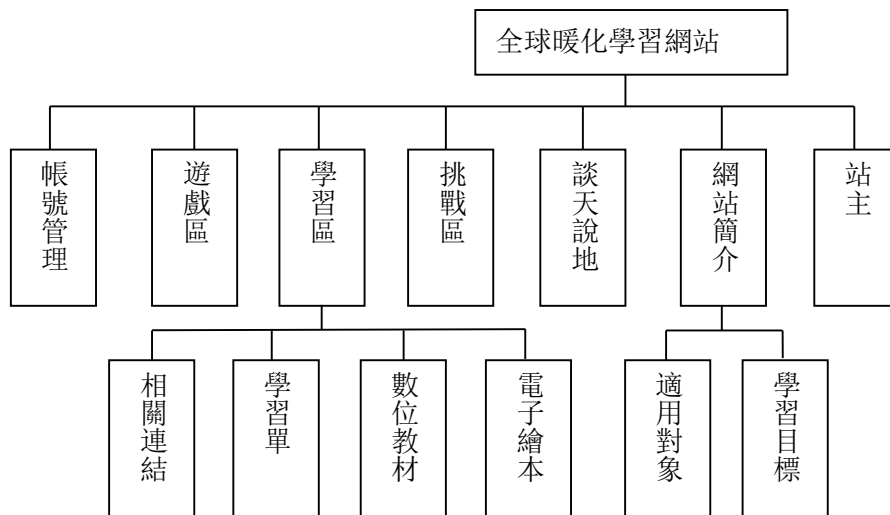 全球暖化學習網站
帳號管理
遊戲區
學習區
挑戰區
談天說地
網站簡介
站主
相關連結
學習單
數位教材
電子繪本
適用對象
學習目標